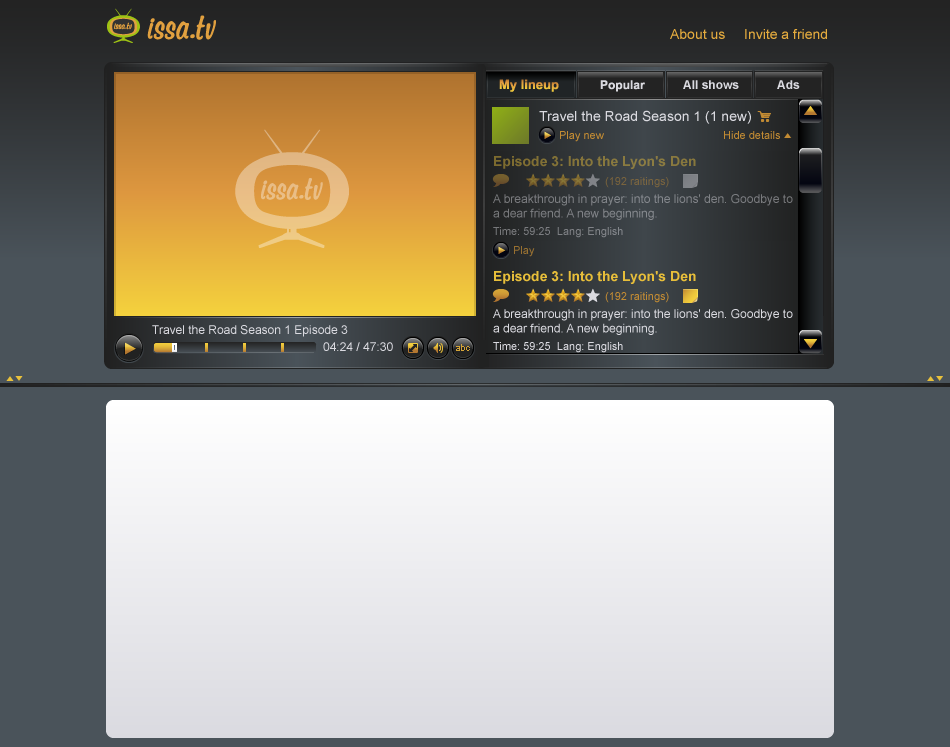 issa.tv issa.tv
About us Invite a friend
My lineup Popular All shows Ads
Travel the Road Season 1 (1 new)
Play new Hide details
Episode 3: Into the Lyon's Den
(192 raitings)
A breakthrough in prayer: into the lions' den. Goodbye to
a dear friend. A new beginning.
Time: 59:25 Lang: English
Play
Episode 3: Into the Lyon's Den
(192 raitings)
A breakthrough in prayer: into the lions' den. Goodbye to
a dear friend. A new beginning.
Time: 59:25 Lang: English
issa.tv
Travel the Road Season 1 Episode 3
04:24 / 47:30 abc